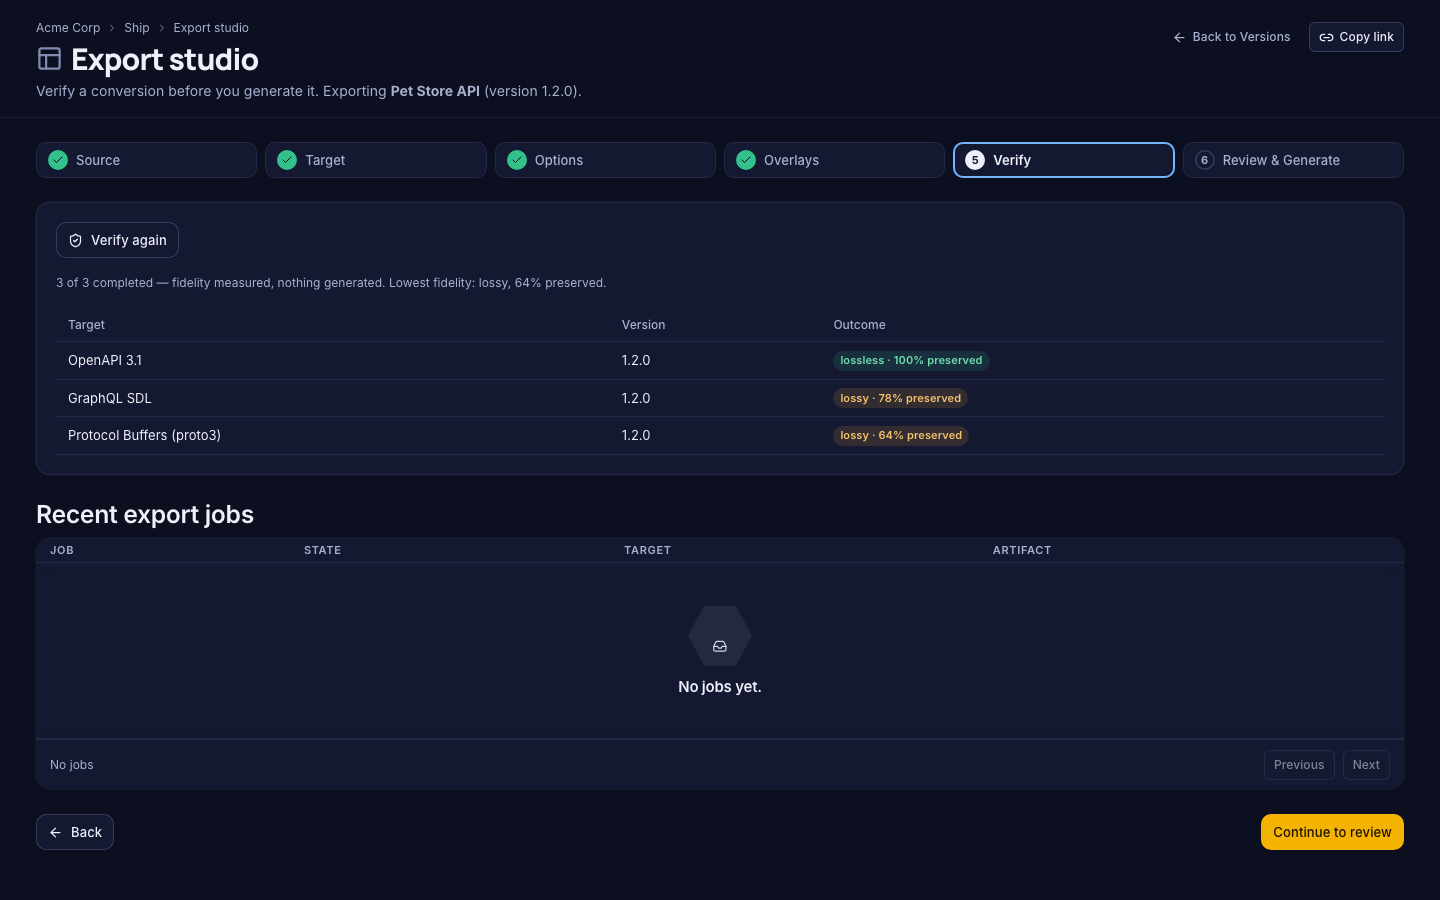 Acme Corp > Ship > Export studio
Back to Versions
Copy link
Export studio
Verify a conversion before you generate it. Exporting Pet Store API (version 1.2.0).
Source
Target
Options
Overlays
5 Verify
6 Review & Generate
Verify again
3 of 3 completed — fidelity measured, nothing generated. Lowest fidelity: lossy, 64% preserved.
Target Version Outcome
OpenAPI 3.1 1.2.0 lossless · 100% preserved
GraphQL SDL 1.2.0 lossy · 78% preserved
Protocol Buffers (proto3) 1.2.0 lossy · 64% preserved
Recent export jobs
JOB STATE TARGET ARTIFACT
No jobs yet.
No jobs
Previous
Next
Back
Continue to review